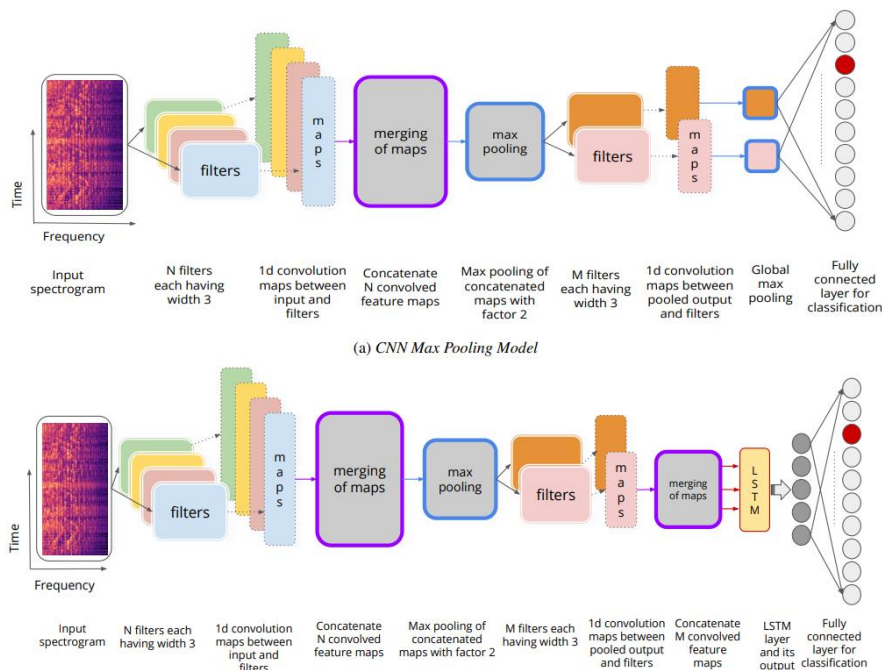 Time
Frequency
filters
maps
merging
of maps
max
pooling
filters
maps
Input
spectrogram
N filters
each having
width 3
1d convolution
maps between
input and
filters
Concatenate
N convolved
feature maps
Max pooling of
concatenated
maps with
factor 2
M filters
each having
width 3
1d convolution
maps between
pooled output
and filters
Global
max
pooling
Fully
connected
layer for
classification
(a) CNN Max Pooling Model
Time
Frequency
filters
maps
merging
of maps
max
pooling
filters
maps
merging
of maps
LSTM
Input
spectrogram
N filters each
having width 3
1d convolution
maps between
input and
filters
Concatenate
N convolved
feature maps
Max pooling of
concatenated
maps with factor 2
M filters each
having width 3
1d convolution
maps between
pooled output
and filters
Concatenate
M convolved
feature
maps
LSTM
layer and
its
output
Fully
connected
layer for
classification